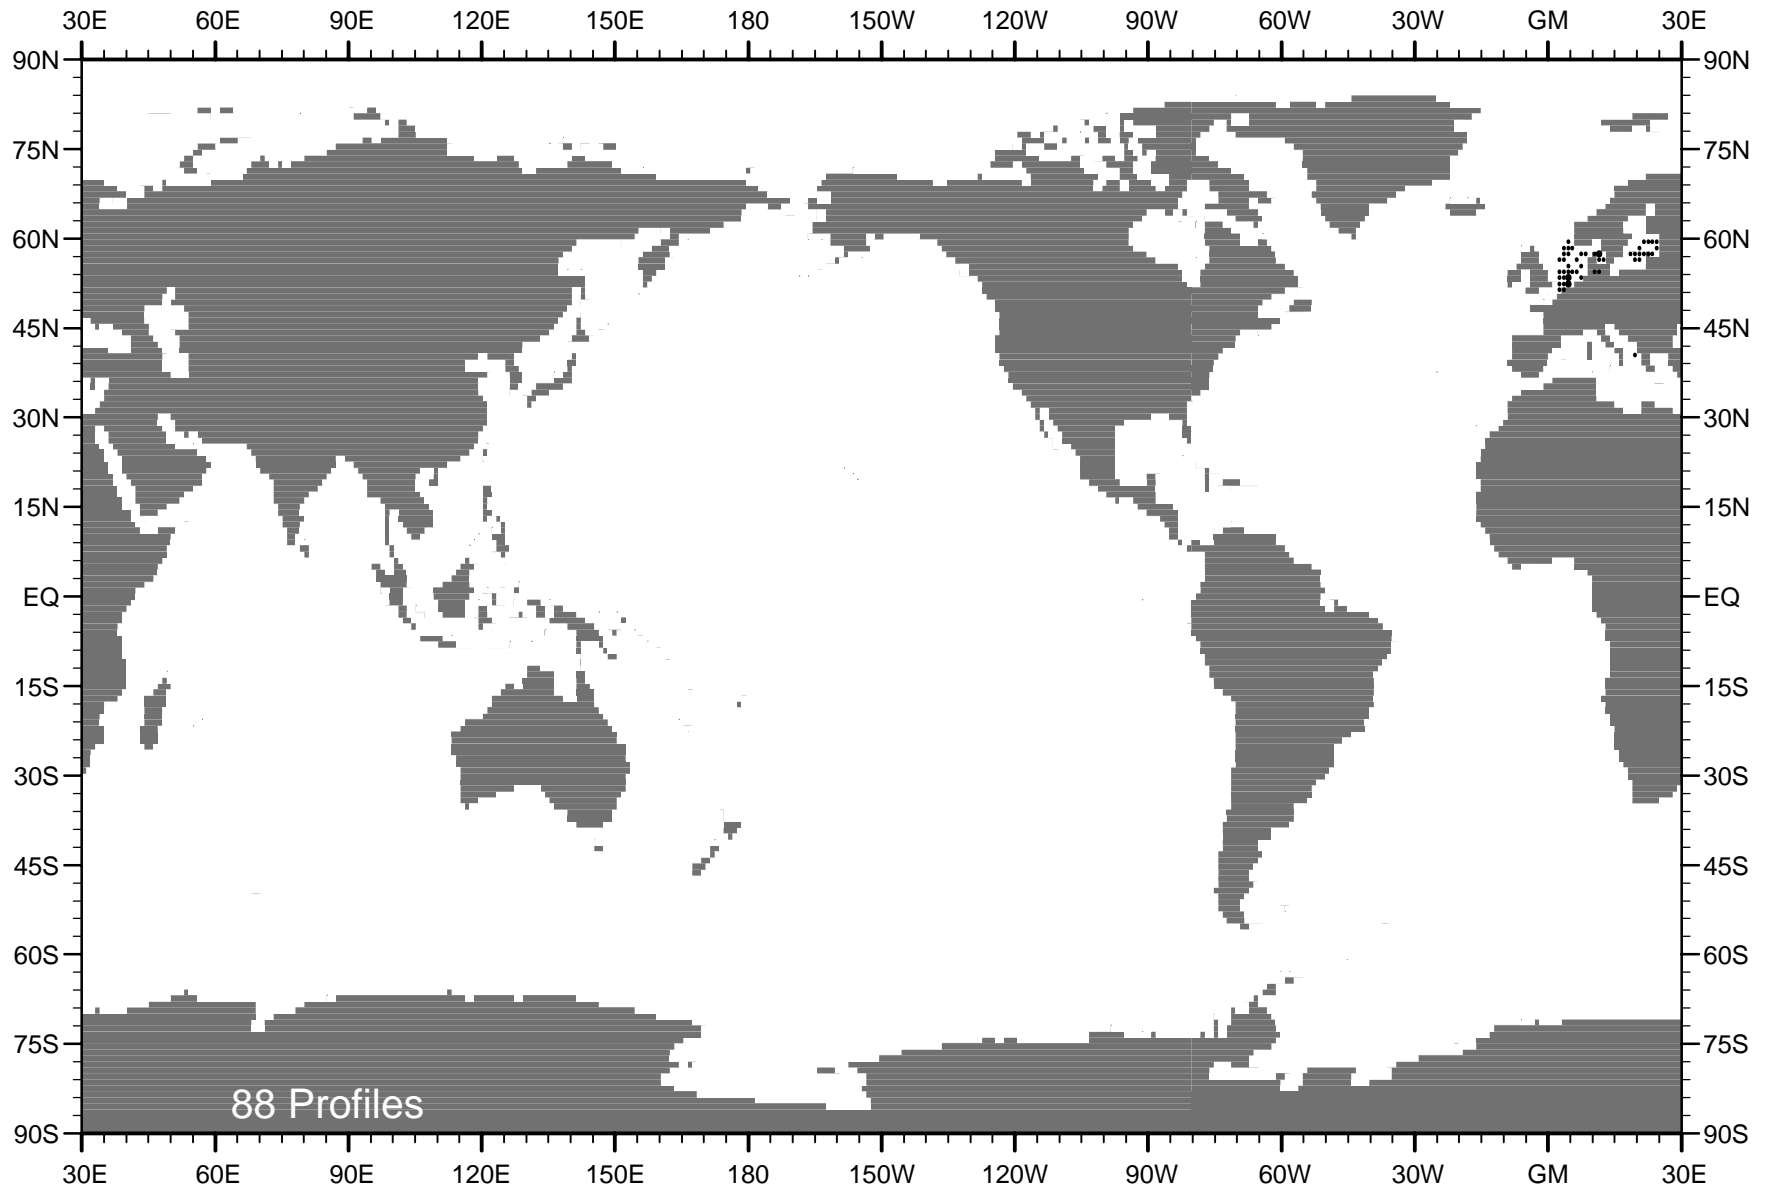 30E 60E 90E 120E 150E 180 150W 120W 90W 60W 30W GM 30E
90N 90N
75N 75N
60N 60N
45N 45N
30N 30N
15N 15N
EQ EQ
15S 15S
30S 30S
45S 45S
60S 60S
75S 75S
88 Profiles
90S 90S
30E 60E 90E 120E 150E 180 150W 120W 90W 60W 30W GM 30E